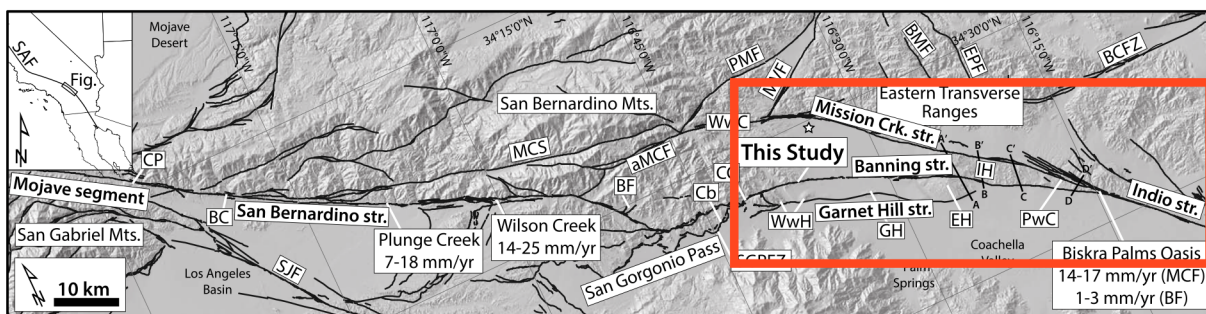 Mojave
Desert
117°15'0"W
117°0'0"W
34°15'0"N
116°45'0"W
116°30'0"W
34°30'0"N
116°15'0"W
SAF
Fig.
N
PMF
MVF
BMF
EPF
BCFZ
Eastern Transverse
Ranges
San Bernardino Mts.
WwC
Mission Crk. str.
CP
MCS
aMCF
This Study
A'
B'
C'
IH
Banning str.
D'
Mojave segment
BF
CC
Cb
Indio str.
BC
San Bernardino str.
WwH
Garnet Hill str.
GH
EH
A
B
C
D
PwC
San Gabriel Mts.
Plunge Creek
7-18 mm/yr
Wilson Creek
14-25 mm/yr
San Gorgonio Pass
Coachella
Valley
Biskra Palms Oasis
14-17 mm/yr (MCF)
1-3 mm/yr (BF)
N
10 km
Los Angeles
Basin
SJF
SGPFZ
Palm
Springs